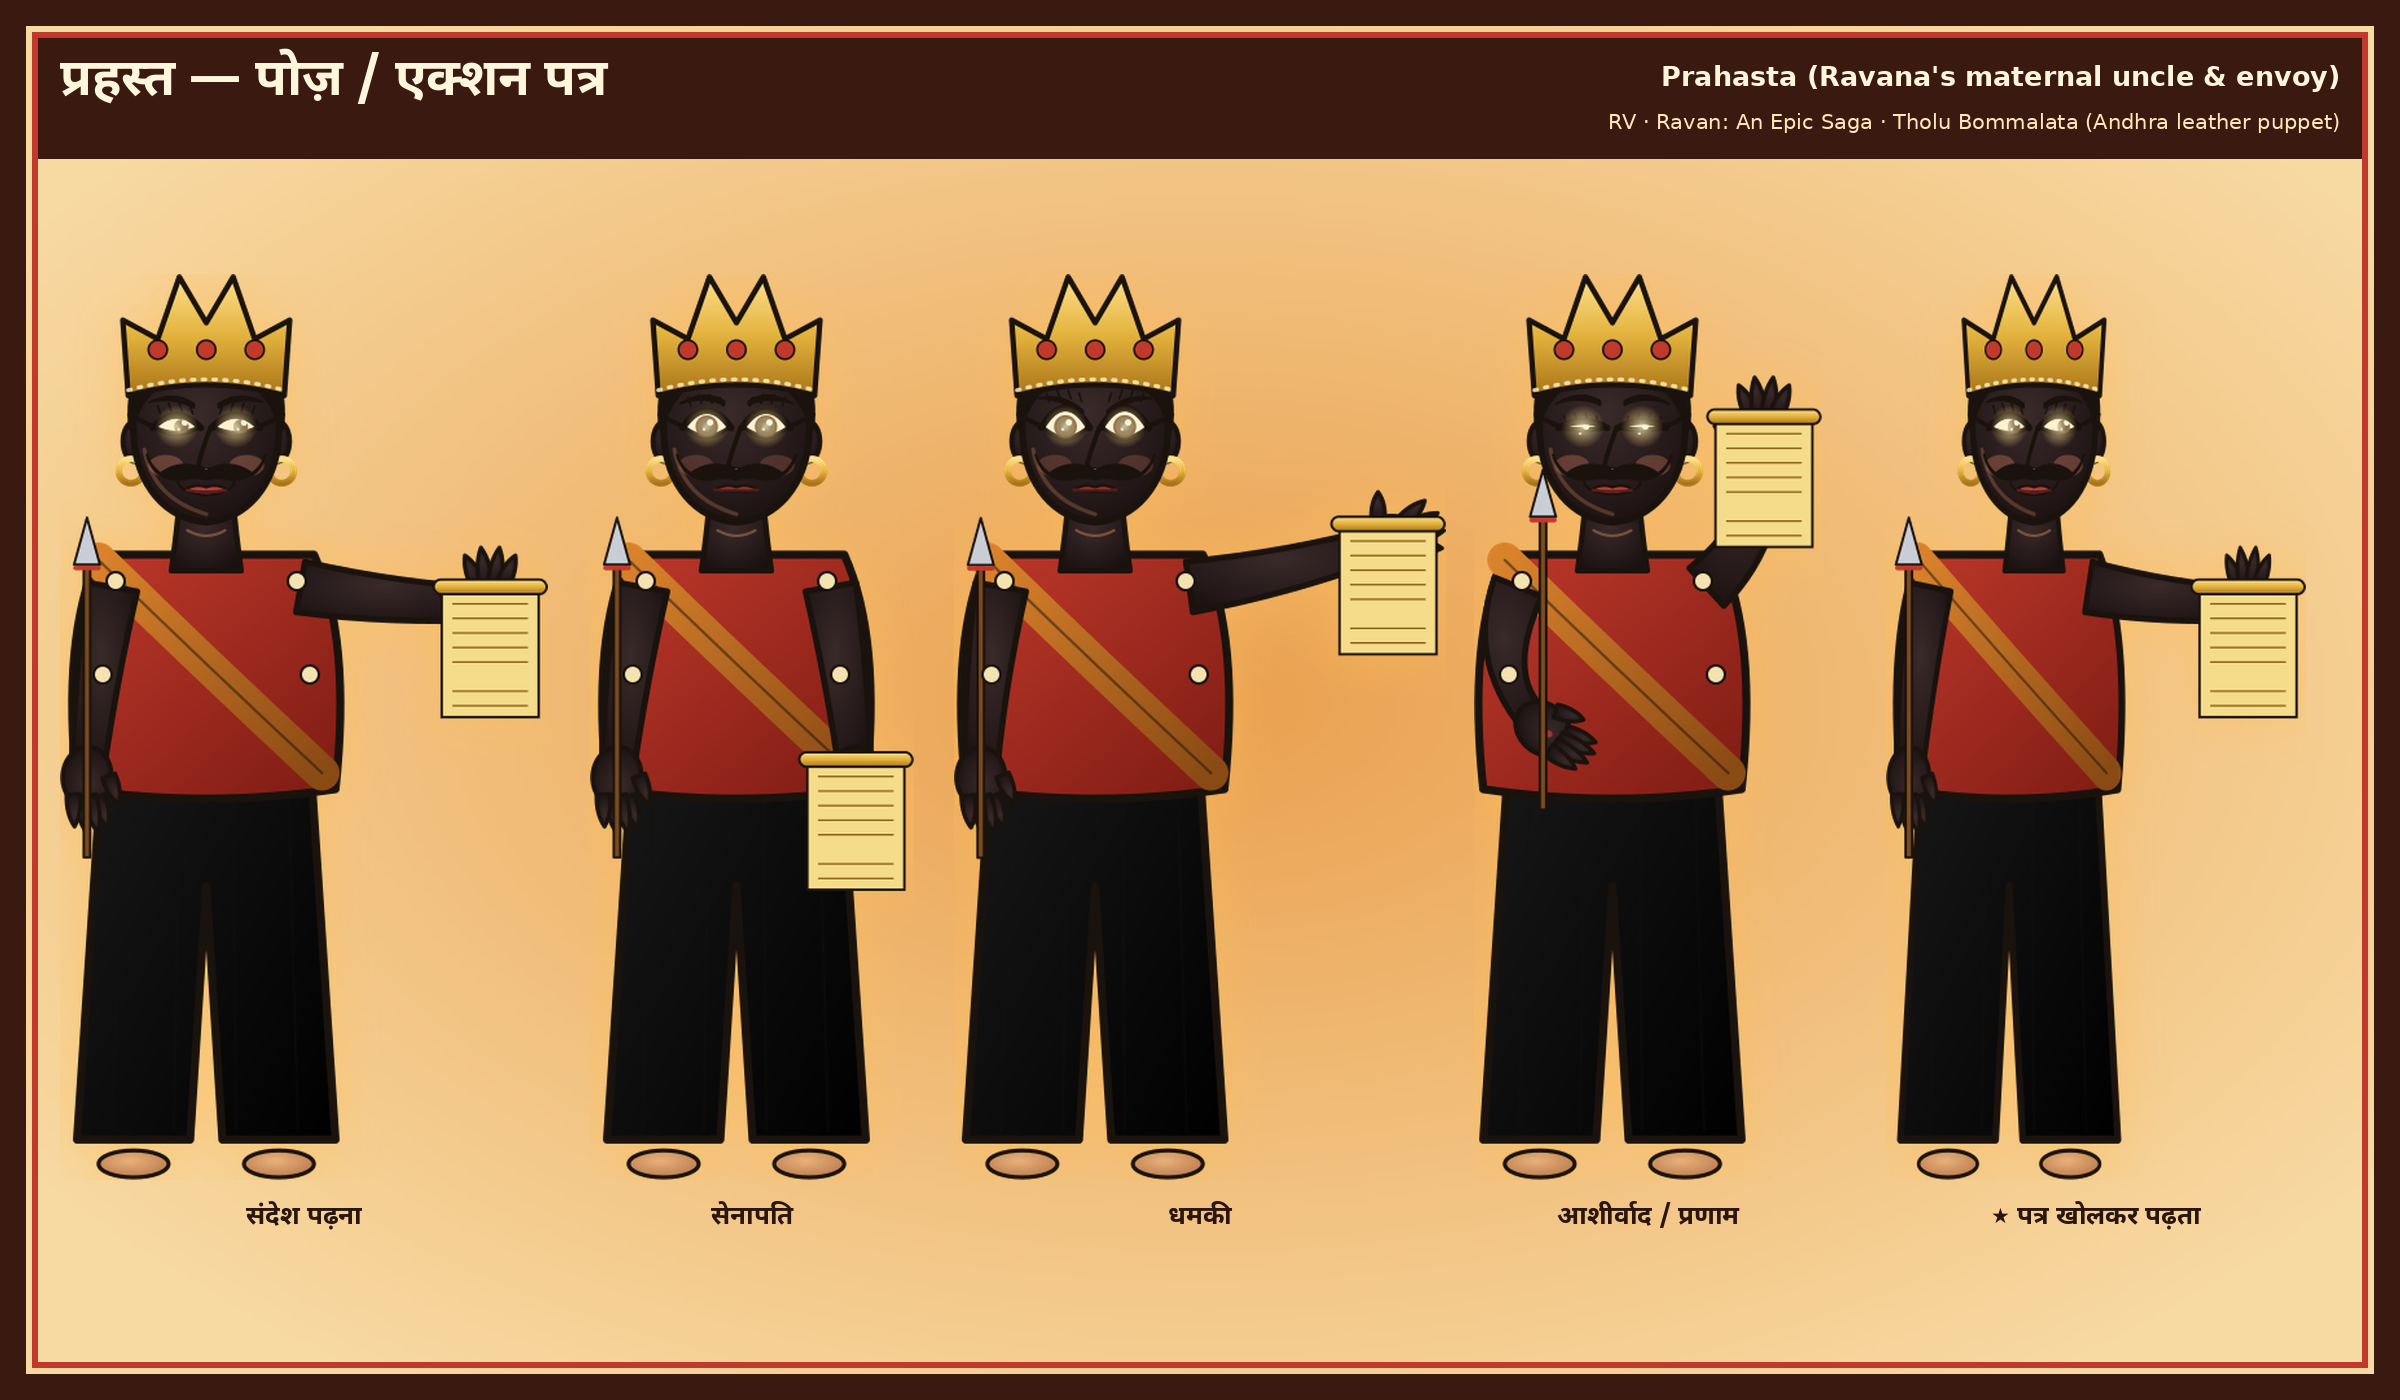 प्रहस्त — पोज़ / एक्शन पत्र
Prahasta (Ravana's maternal uncle & envoy)
RV · Ravan: An Epic Saga · Tholu Bommalata (Andhra leather puppet)
संदेश पढ़ना
सेनापति
धमकी
आशीर्वाद / प्रणाम
★ पत्र खोलकर पढ़ता